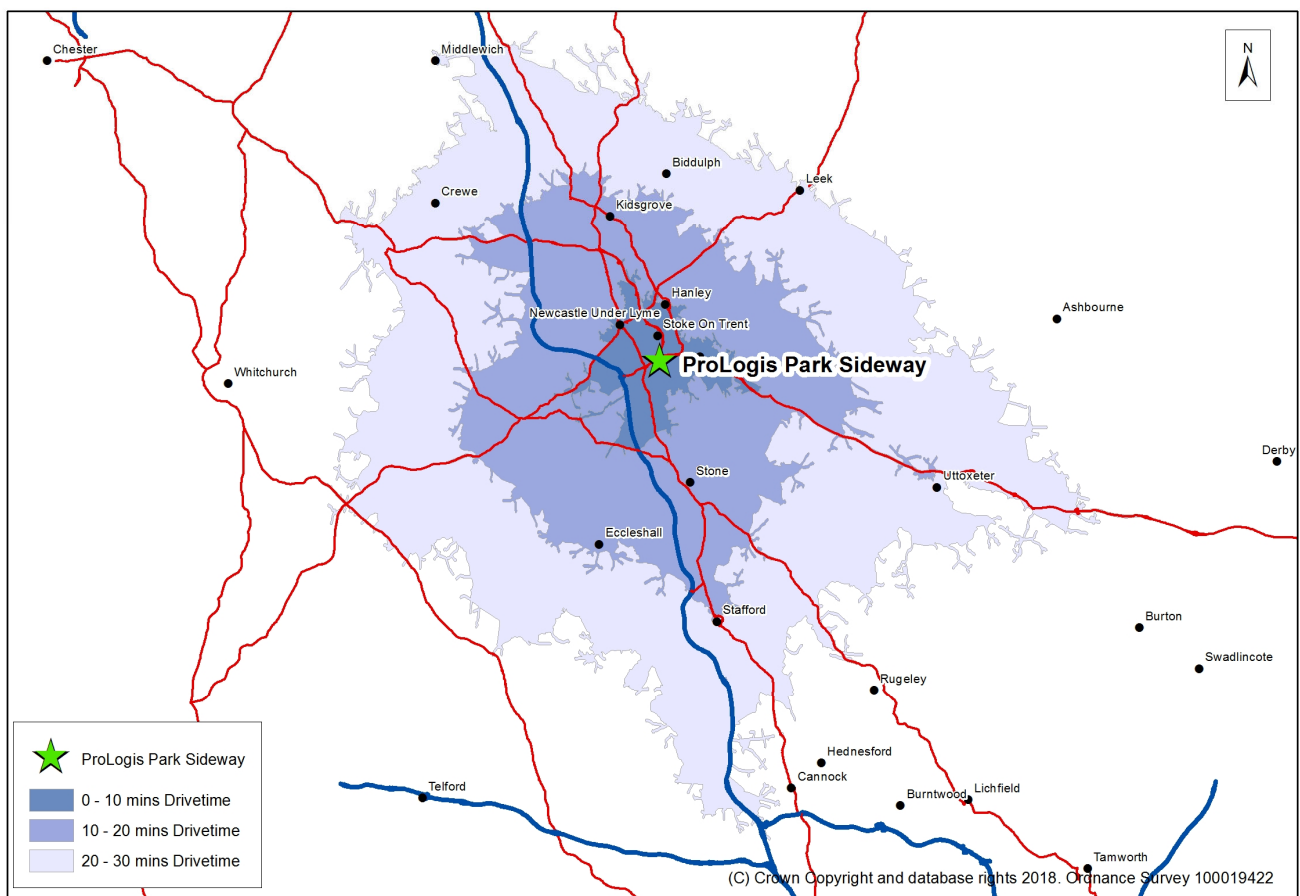 Chester
Middlewich
N
Biddulph
Leek
Crewe
Kidsgrove
Hanley
Newcastle Under Lyme
Stoke On Trent
Ashbourne
ProLogis Park Sideway
Whitchurch
Derby
Stone
Uttoxeter
Eccleshall
Stafford
Burton
Swadlincote
Rugeley
Hednesford
Cannock
Telford
Burntwood
Lichfield
Tamworth
ProLogis Park Sideway
0 - 10 mins Drivetime
10 - 20 mins Drivetime
20 - 30 mins Drivetime
(C) Crown Copyright and database rights 2018. Ordnance Survey 100019422